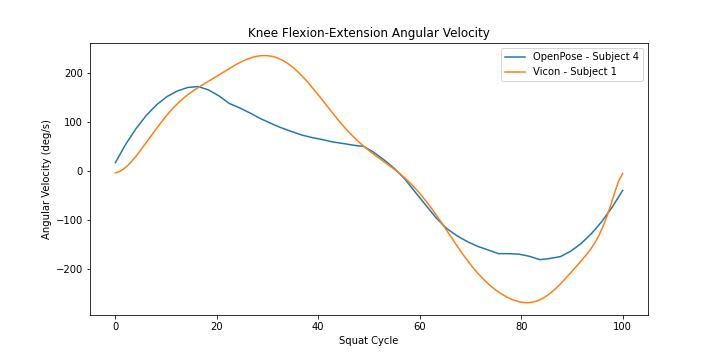 Knee Flexion-Extension Angular Velocity
OpenPose - Subject 4
Vicon - Subject 1
200
100
0
−100
−200
Angular Velocity (deg/s)
0 20 40 60 80 100
Squat Cycle